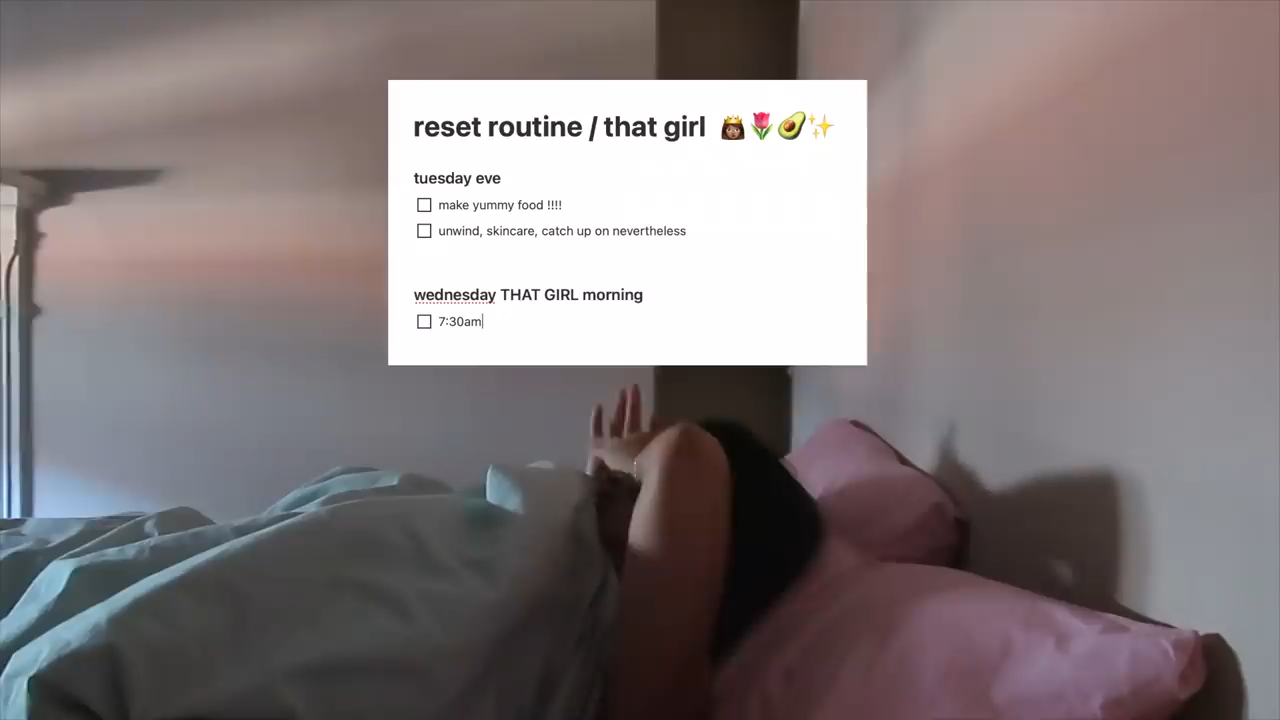 reset routine / that girl 👸🏽🌷🥑✨
tuesday eve
make yummy food !!!!
unwind, skincare, catch up on nevertheless
wednesday THAT GIRL morning
7:30am